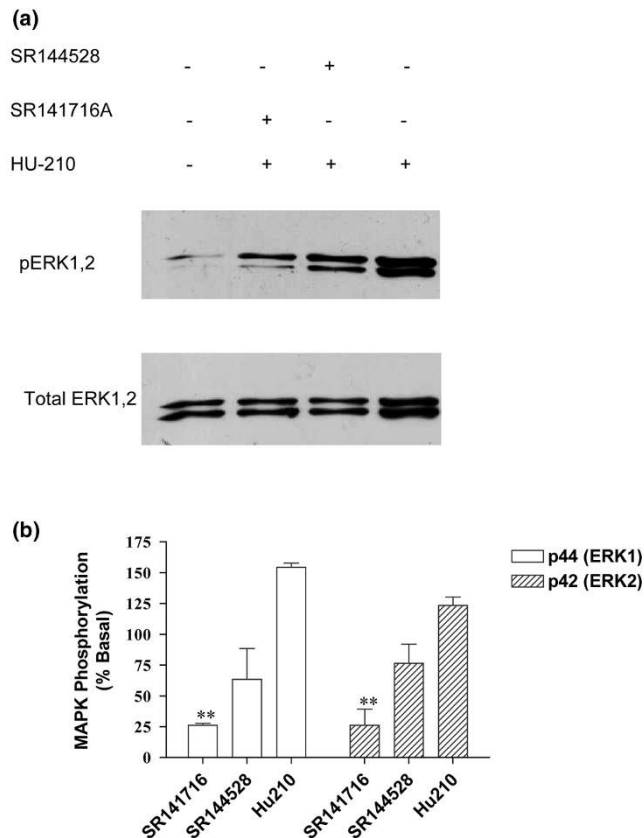 (a)
SR144528 - - + -
SR141716A - + - -
HU-210 - + + +
pERK1,2
Total ERK1,2
(b)
MAPK Phosphorylation
(% Basal)
175
150
125
100
75
50
25
0
**
**
SR141716
SR144528
Hu210
SR141716
SR144528
Hu210
p44 (ERK1)
p42 (ERK2)